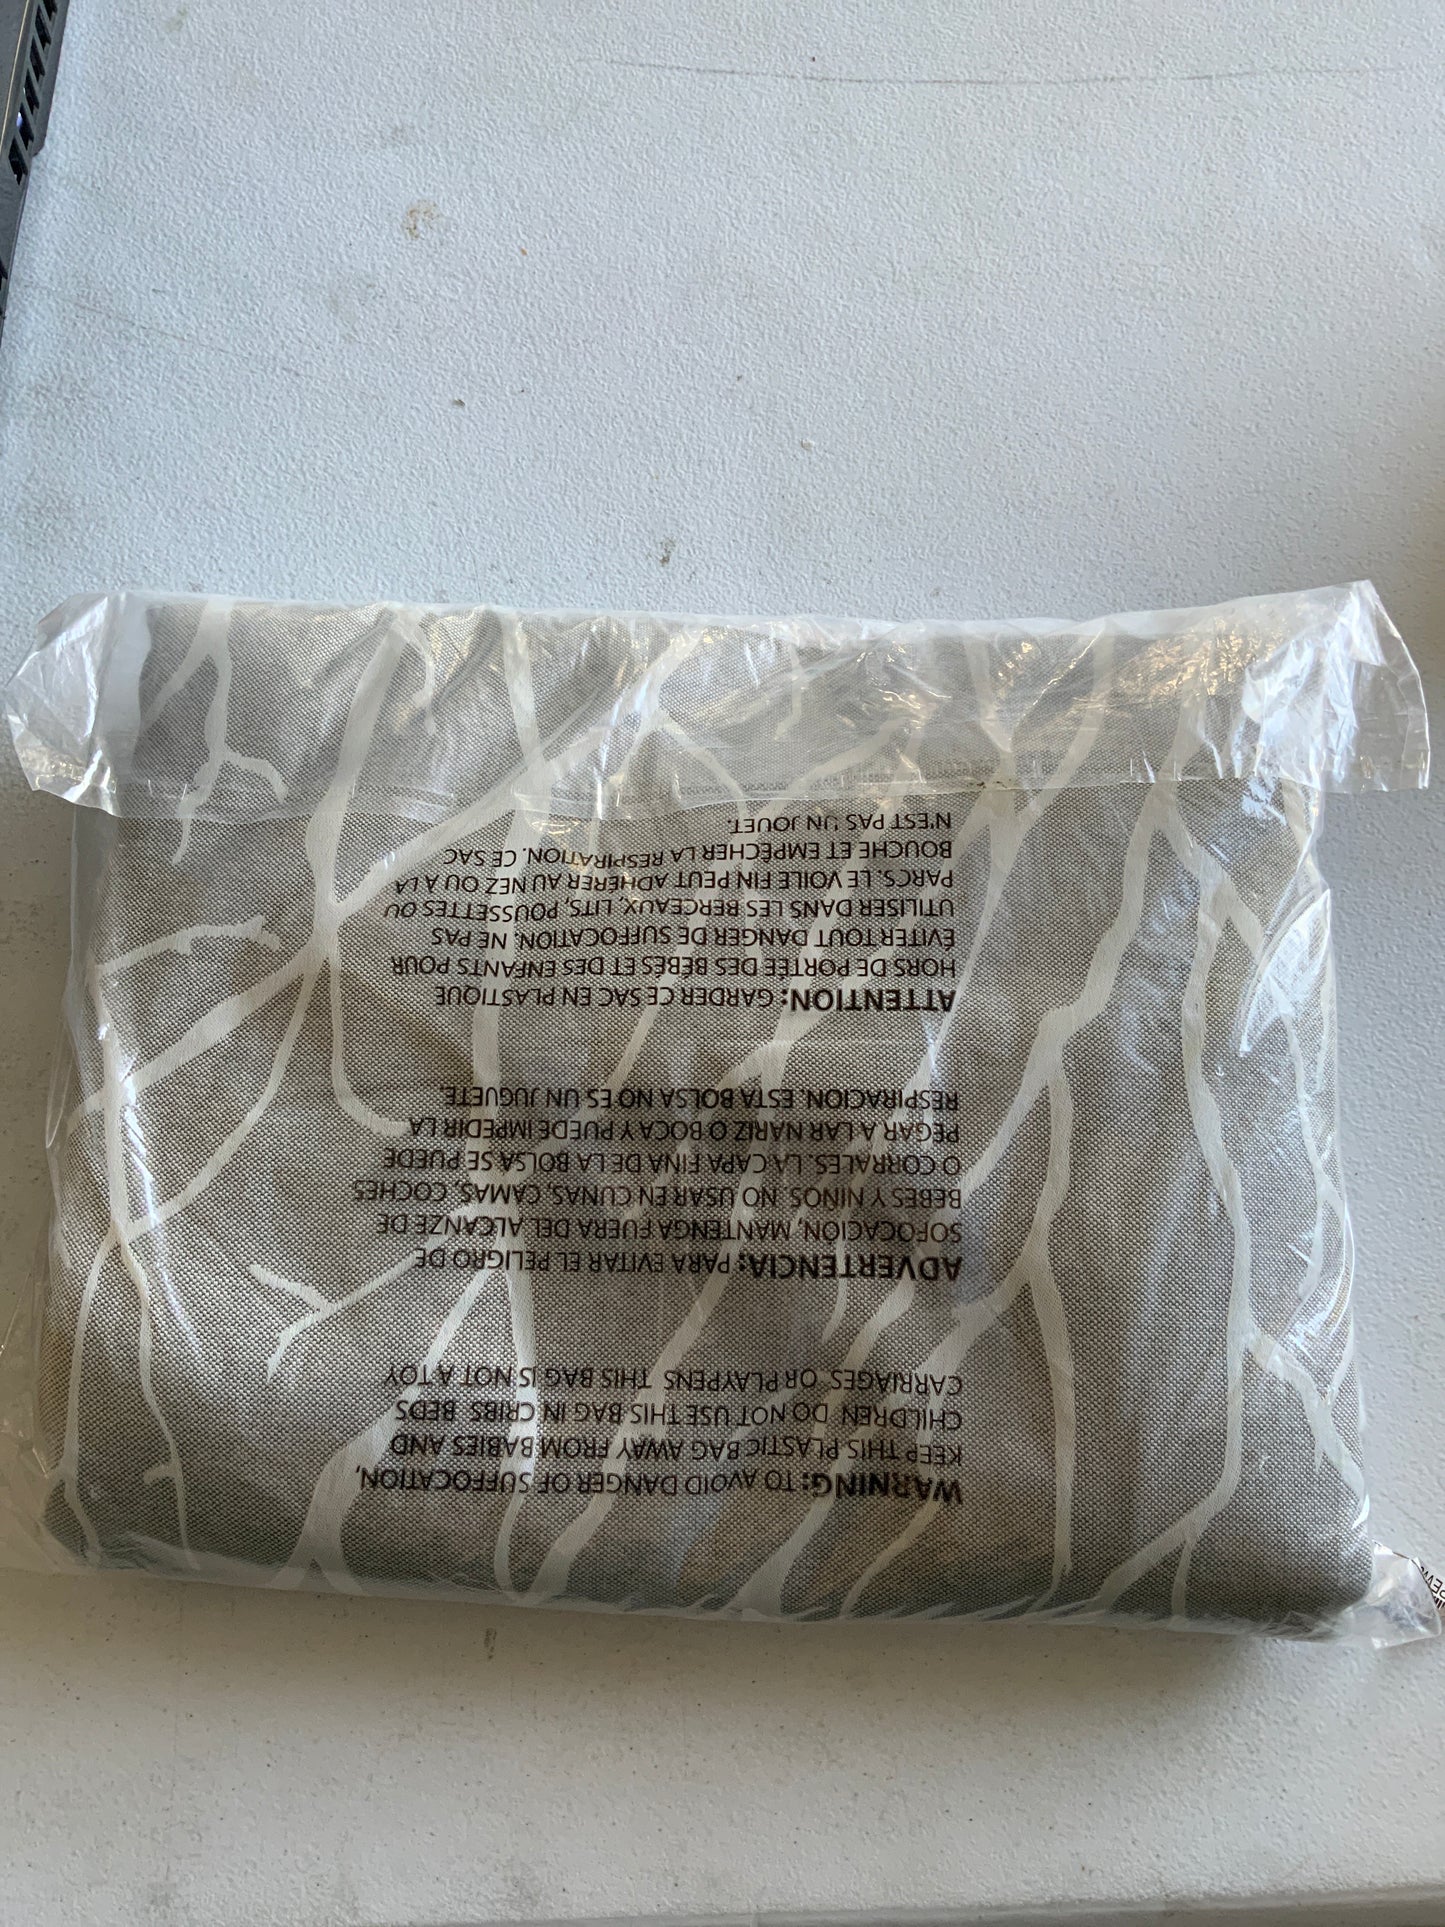 WARNING: TO AVOID DANGER OF SUFFOCATION,
KEEP THIS PLASTIC BAG AWAY FROM BABIES AND
CHILDREN DO NOT USE THIS BAG IN CRIBS BEDS
CARRIAGES OR PLAYPENS THIS BAG IS NOT A TOY
ADVERTENCIA: PARA EVITAR EL PELIGRO DE
SOFOCACIÓN, MANTENGA FUERA DEL ALCANZE DE
BEBES Y NIÑOS. NO USAR EN CUNAS, CAMAS, COCHES
O CORRALES. LA CAPA FINA DE LA BOLSA SE PUEDE
PEGAR A LAR NARIZ O BOCA Y PUEDE IMPEDIR LA
RESPIRACION. ESTA BOLSA NO ES UN JUGUETE.
ATTENTION: GARDER CE SAC EN PLASTIQUE
HORS DE PORTÉE DES BÉBÉS ET DES ENFANTS POUR
ÉVITER TOUT DANGER DE SUFFOCATION. NE PAS
UTILISER DANS LES BERCEAUX, LITS, POUSSETTES OU
PARCS. LE VOILE FIN PEUT ADHÉRER AU NEZ OU A LA
BOUCHE ET EMPÊCHER LA RESPIRATION. CE SAC
N'EST PAS UN JOUET.